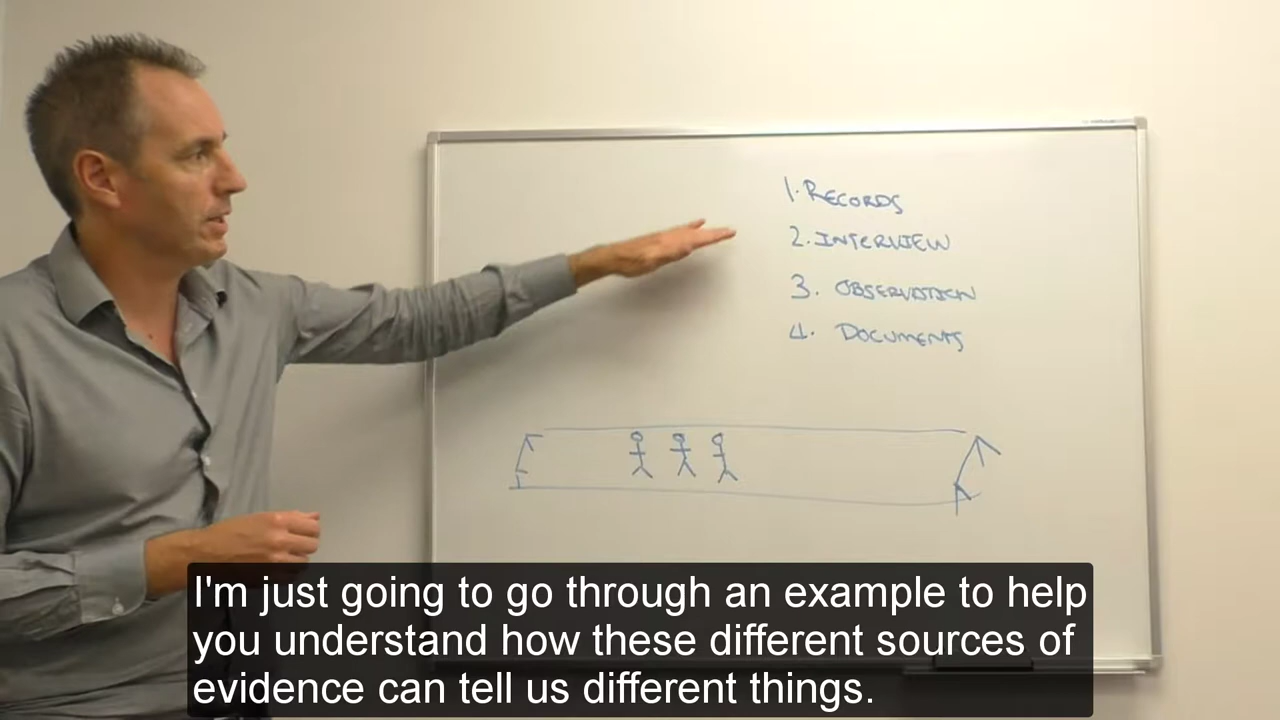 1. RECORDS
2. INTERVIEW
3. OBSERVATION
4. DOCUMENTS
I'm just going to go through an example to help
you understand how these different sources of
evidence can tell us different things.